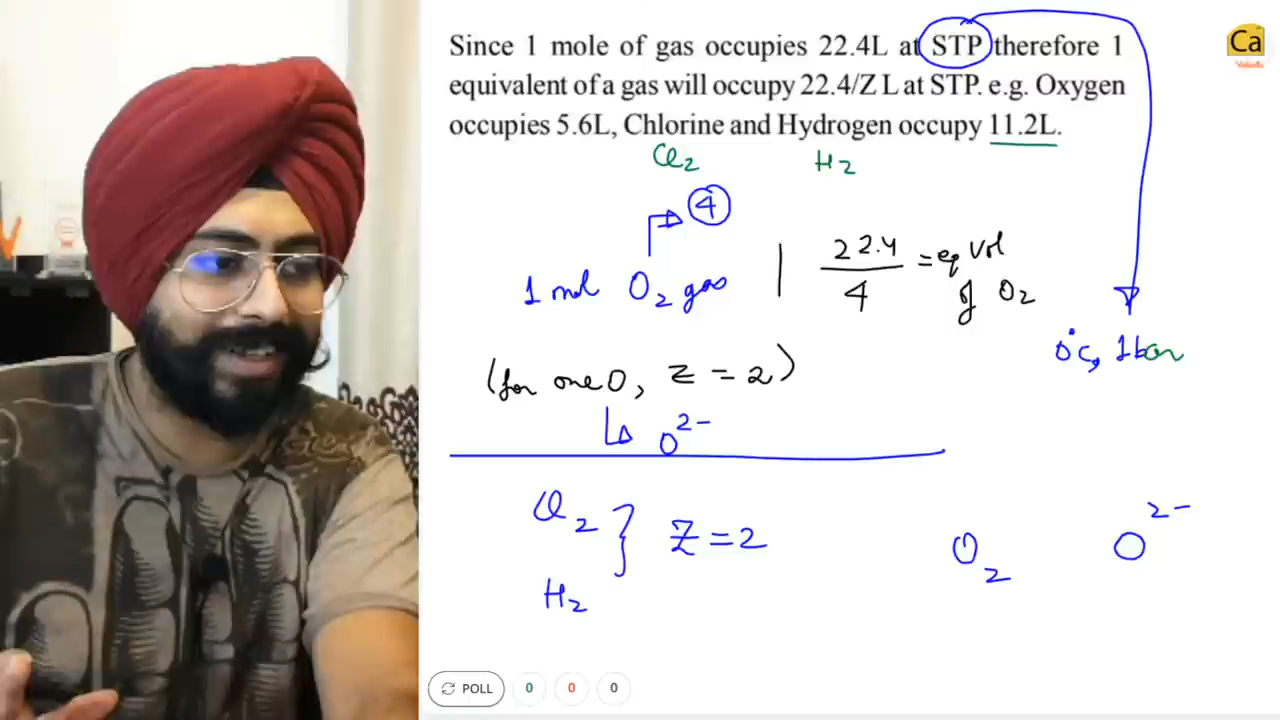 Since 1 mole of gas occupies 22.4L at STP therefore 1
equivalent of a gas will occupy 22.4/Z L at STP. e.g. Oxygen
occupies 5.6L, Chlorine and Hydrogen occupy 11.2L.
Cl2 H2
4
1 mol O2 gas | 22.4/4 = eq vol
of O2
0°c, 1 bar
(for one O, Z = 2)
O2-
Cl2 } Z = 2 O2 O2-
H2
POLL 0 0 0
Ca
Vedantu